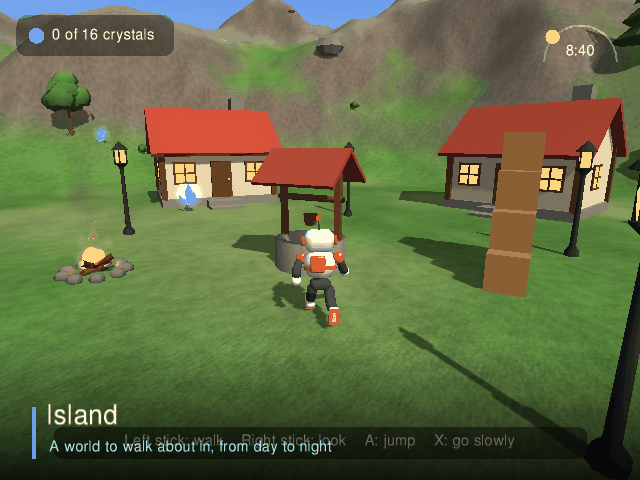 0 of 16 crystals
8:40
Island
Left stick: walk Right stick: look A: jump X: go slowly
A world to walk about in, from day to night